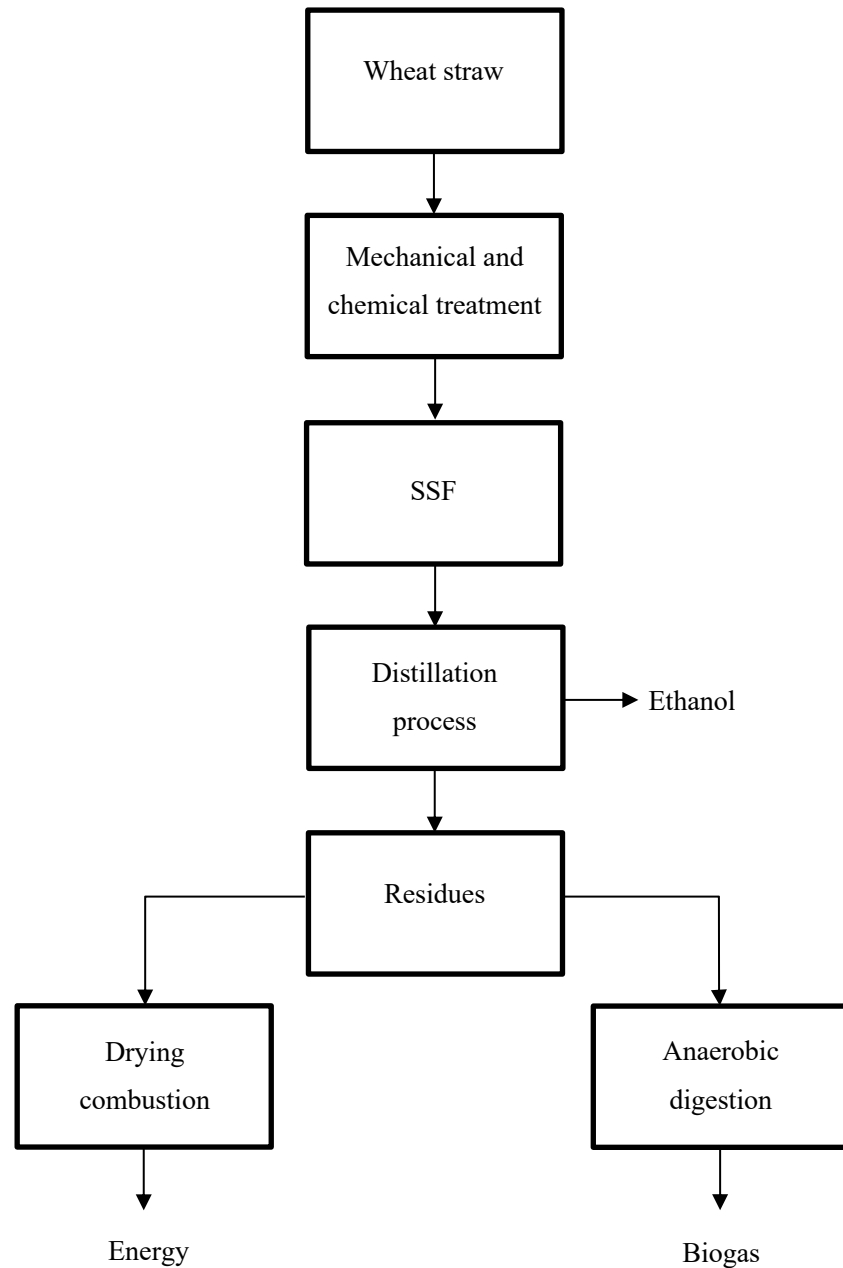 Wheat straw
Mechanical and
chemical treatment
SSF
Distillation
process
Ethanol
Residues
Drying
combustion
Anaerobic
digestion
Energy
Biogas